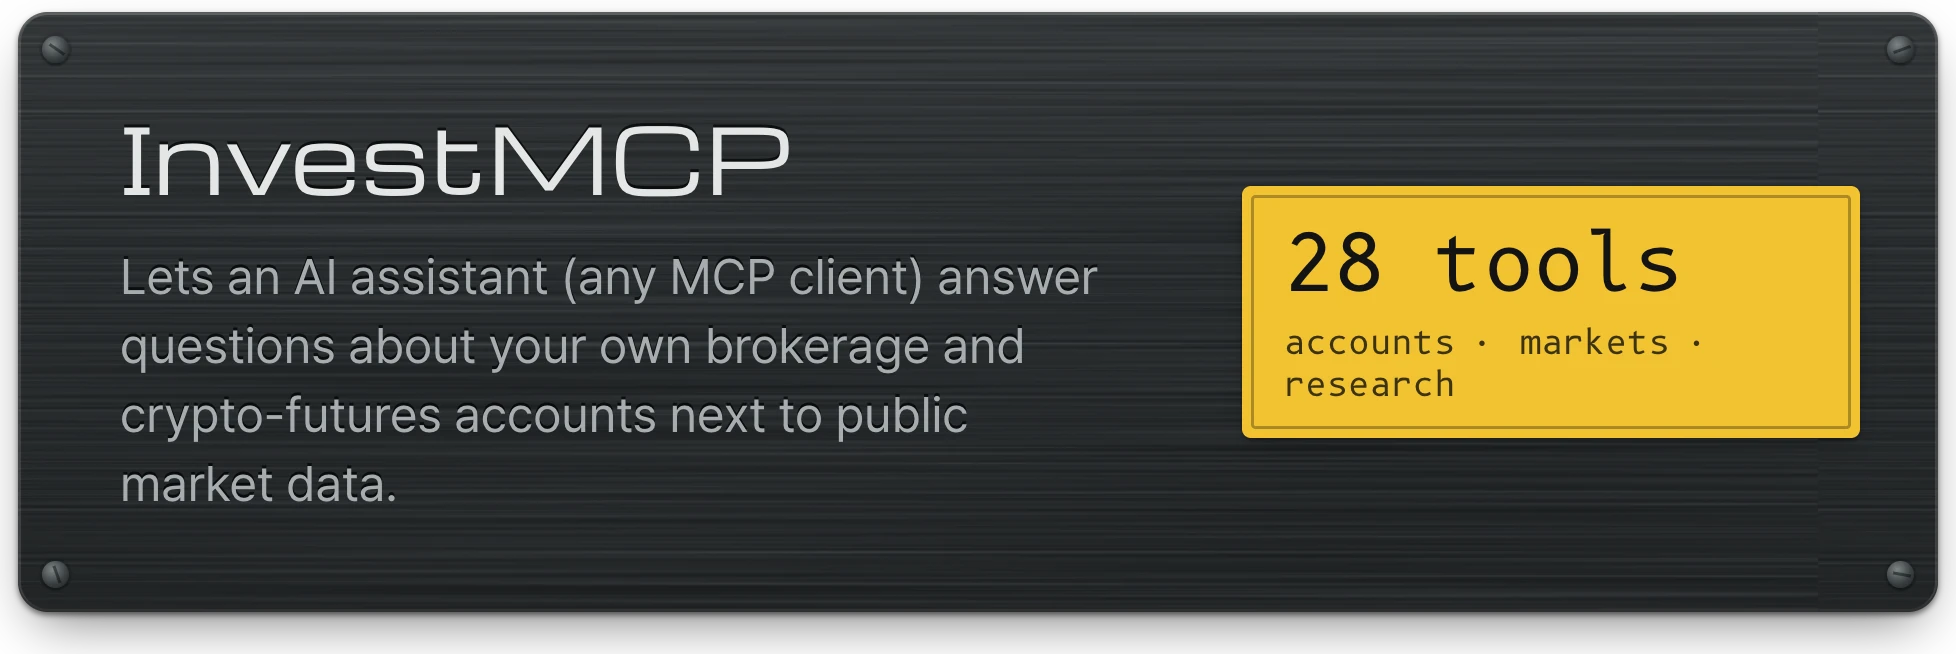 InvestMCP
Lets an AI assistant (any MCP client) answer
questions about your own brokerage and
crypto-futures accounts next to public
market data.
28 tools
accounts · markets ·
research